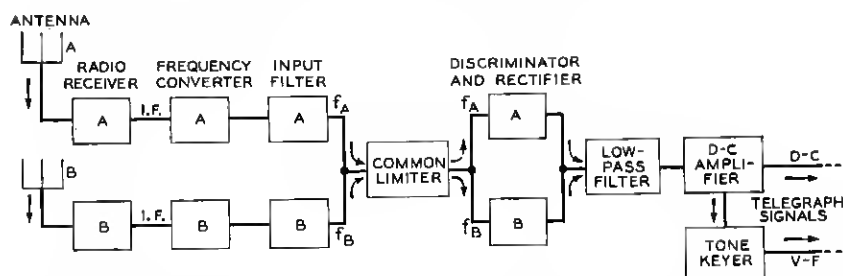 ANTENNA
A
RADIO
RECEIVER
FREQUENCY
CONVERTER
INPUT
FILTER
DISCRIMINATOR
AND RECTIFIER
A
I.F.
A
A
fA
fA
A
COMMON
LIMITER
LOW-
PASS
FILTER
D-C
AMPLI-
FIER
D-C
B
B
I.F.
B
B
fB
fB
B
TELEGRAPH
SIGNALS
TONE
KEYER
V-F